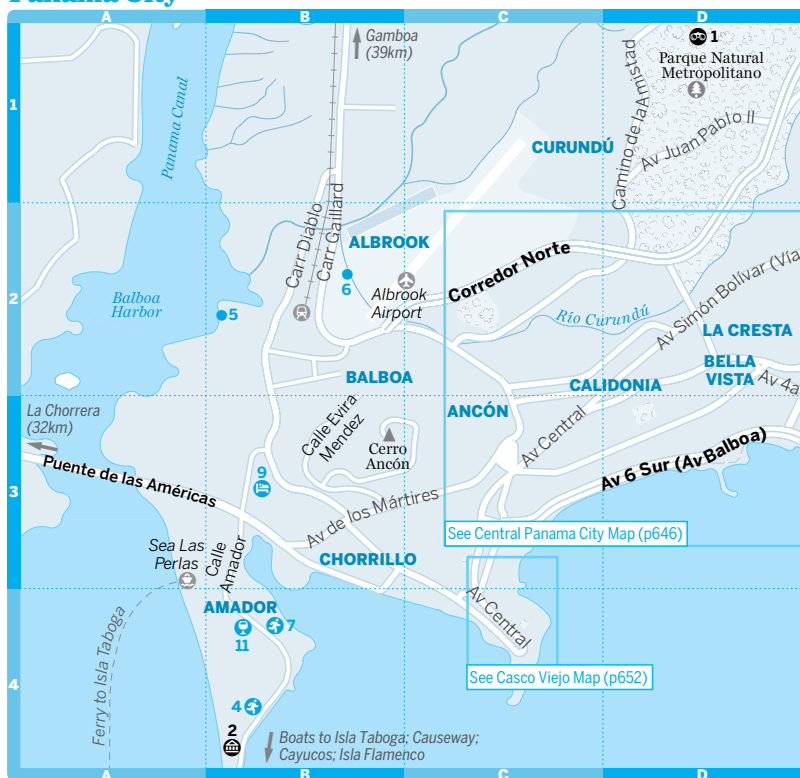 A
B
C
D
Gamboa
(39km)
1
Parque Natural
Metropolitano
Panama Canal
1
Camino de la Amistad
Av Juan Pablo II
CURUNDÚ
Carr Diablo
Carr Gaillard
ALBROOK
Corredor Norte
2
Balboa
Harbor
5
6
Albrook
Airport
Río Curundú
Av Simón Bolívar (Vía
LA CRESTA
BELLA
VISTA
BALBOA
CALIDONIA
Av 4a
La Chorrera
(32km)
ANCÓN
Calle Evira
Mendez
Cerro
Ancón
Av Central
3
Puente de las Américas
9
Av 6 Sur (Av Balboa)
Av de los Mártires
See Central Panama City Map (p646)
Sea Las
Perlas
Calle
Amador
CHORRILLO
AMADOR
7
11
Av Central
Ferry to Isla Taboga
4
See Casco Viejo Map (p652)
4
2
Boats to Isla Taboga; Causeway;
Cayucos; Isla Flamenco
A
B
C
D